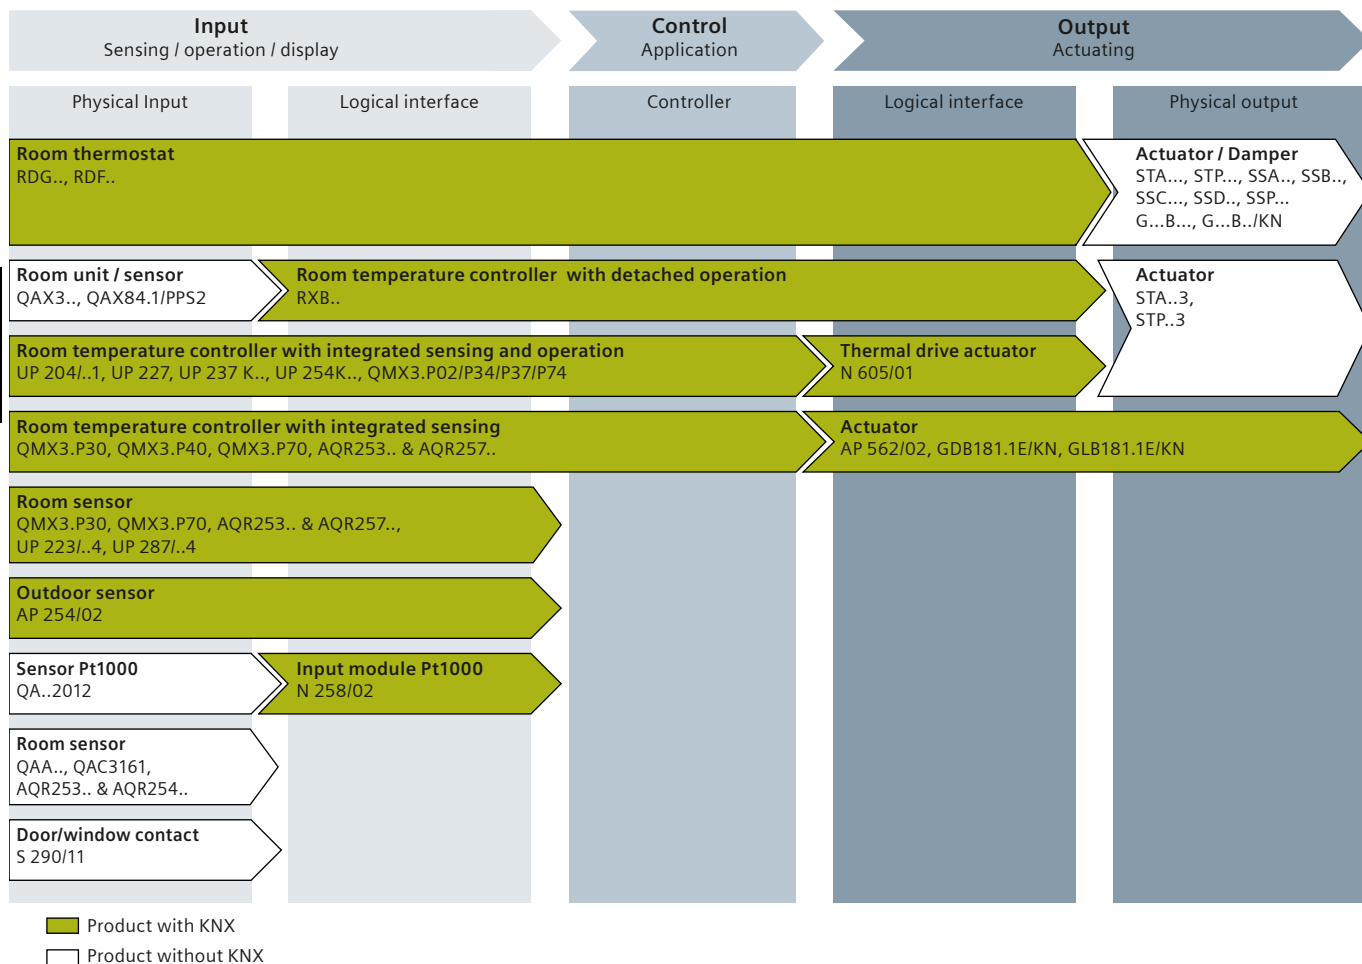 Input
Sensing / operation / display
Control
Application
Output
Actuating
Physical Input
Logical interface
Controller
Logical interface
Physical output
Room thermostat
RDG.., RDF..
Actuator / Damper
STA..., STP..., SSA.., SSB..,
SSC..., SSD.., SSP...
G...B..., G...B../KN
Room unit / sensor
QAX3.., QAX84.1/PPS2
Room temperature controller with detached operation
RXB..
Actuator
STA..3,
STP..3
Room temperature controller with integrated sensing and operation
UP 204/..1, UP 227, UP 237 K.., UP 254K.., QMX3.P02/P34/P37/P74
Thermal drive actuator
N 605/01
Room temperature controller with integrated sensing
QMX3.P30, QMX3.P40, QMX3.P70, AQR253.. & AQR257..
Actuator
AP 562/02, GDB181.1E/KN, GLB181.1E/KN
Room sensor
QMX3.P30, QMX3.P70, AQR253.. & AQR257..,
UP 223/..4, UP 287/..4
Outdoor sensor
AP 254/02
Sensor Pt1000
QA..2012
Input module Pt1000
N 258/02
Room sensor
QAA.., QAC3161,
AQR253.. & AQR254..
Door/window contact
S 290/11
Product with KNX
Product without KNX